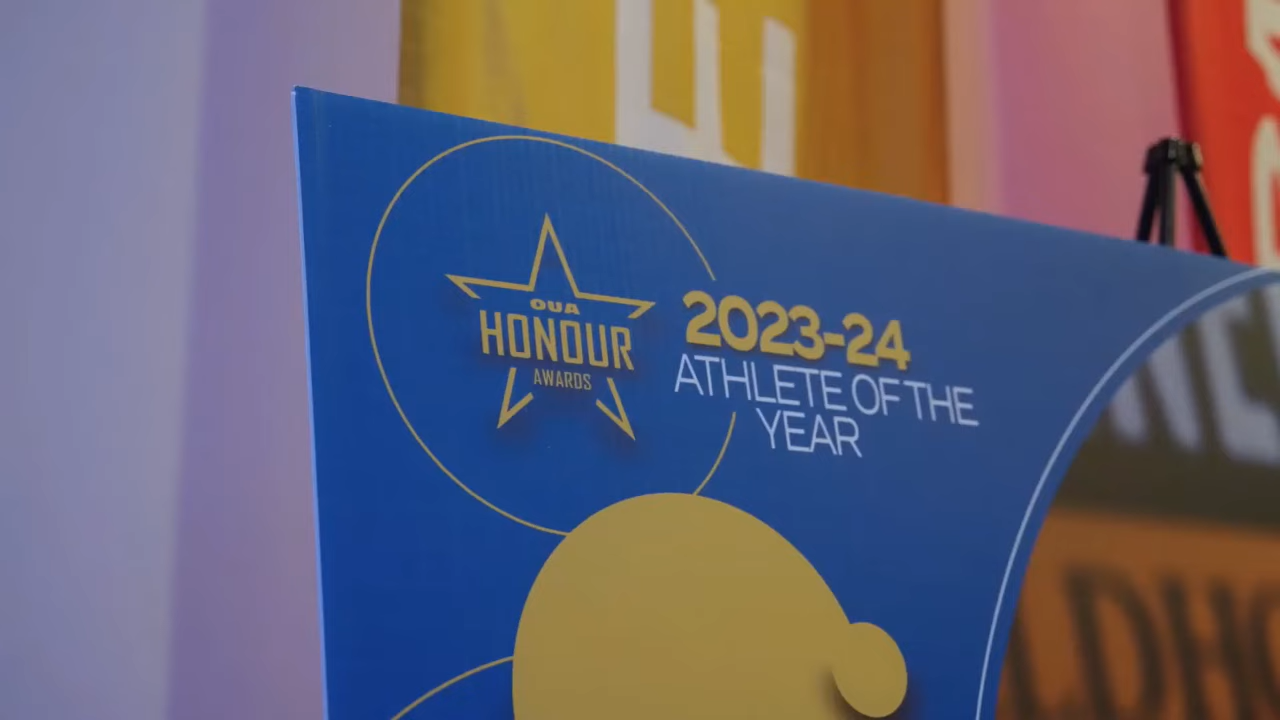 OUA
HONOUR
AWARDS
2023-24
ATHLETE OF THE
YEAR